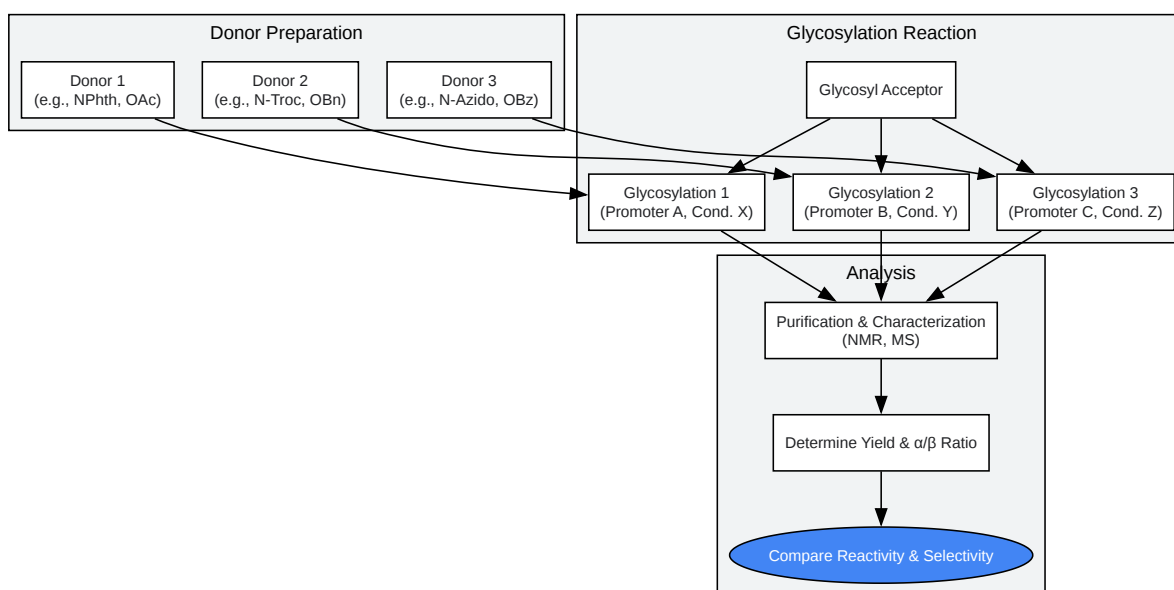 Donor Preparation
Donor 1
(e.g., NPhth, OAc)
Donor 2
(e.g., N-Troc, OBn)
Donor 3
(e.g., N-Azido, OBz)
Glycosylation Reaction
Glycosyl Acceptor
Glycosylation 1
(Promoter A, Cond. X)
Glycosylation 2
(Promoter B, Cond. Y)
Glycosylation 3
(Promoter C, Cond. Z)
Analysis
Purification & Characterization
(NMR, MS)
Determine Yield & α/β Ratio
Compare Reactivity & Selectivity